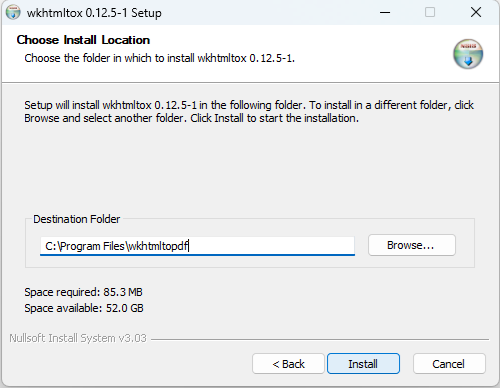 wkhtmltox 0.12.5-1 Setup
Choose Install Location
Choose the folder in which to install wkhtmltox 0.12.5-1.
Setup will install wkhtmltox 0.12.5-1 in the following folder. To install in a different folder, click
Browse and select another folder. Click Install to start the installation.
Destination Folder
C:\Program Files\wkhtmltopdf
Browse...
Space required: 85.3 MB
Space available: 52.0 GB
Nullsoft Install System v3.03
< Back
Install
Cancel